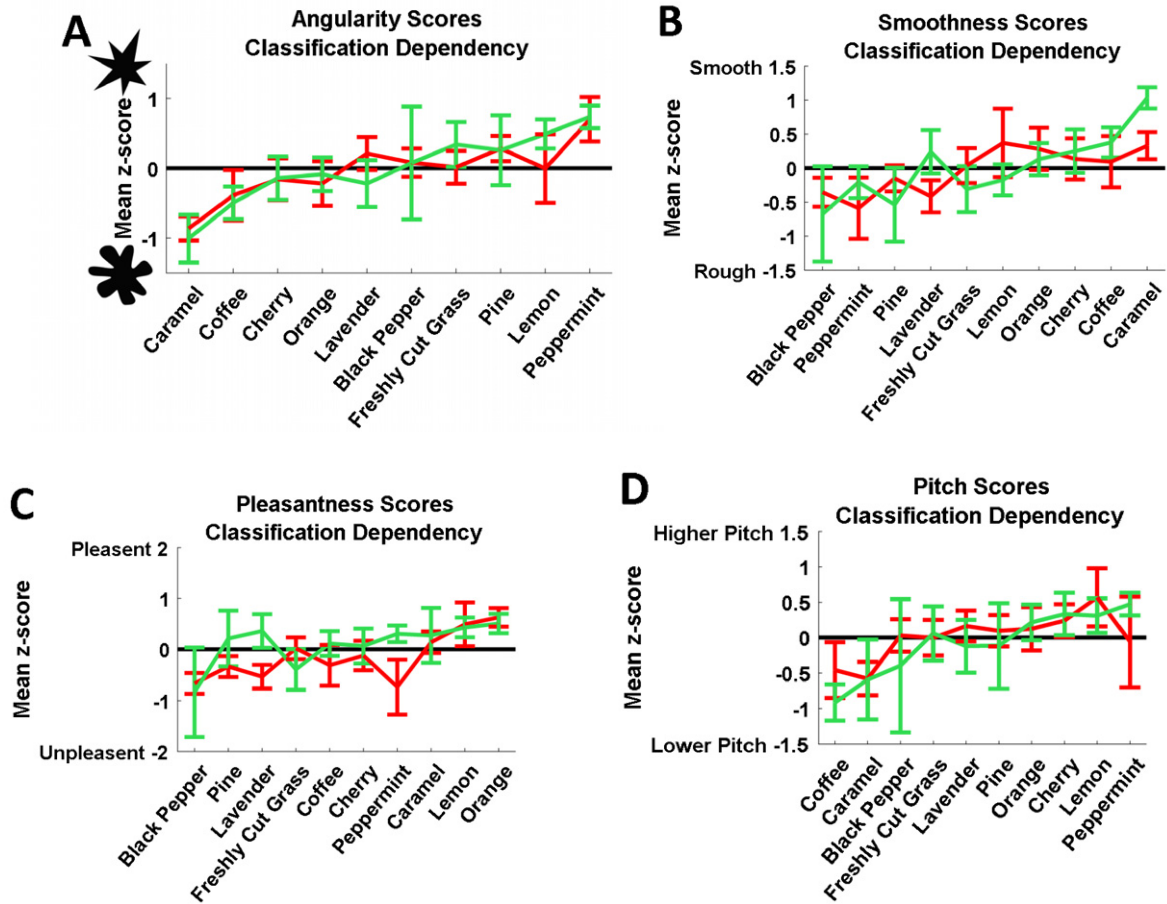 A
Angularity Scores
Classification Dependency
Mean z-score
1
0
-1
Caramel
Coffee
Cherry
Orange
Lavender
Black Pepper
Freshly Cut Grass
Pine
Lemon
Peppermint
B
Smoothness Scores
Classification Dependency
Mean z-score
Smooth 1.5
1
0.5
0
-0.5
-1
Rough -1.5
Black Pepper
Peppermint
Pine
Lavender
Freshly Cut Grass
Lemon
Orange
Cherry
Coffee
Caramel
C
Pleasantness Scores
Classification Dependency
Mean z-score
Pleasent 2
1
0
-1
Unpleasent -2
Black Pepper
Pine
Lavender
Freshly Cut Grass
Coffee
Cherry
Peppermint
Caramel
Lemon
Orange
D
Pitch Scores
Classification Dependency
Mean z-score
Higher Pitch 1.5
1
0.5
0
-0.5
-1
Lower Pitch -1.5
Coffee
Caramel
Black Pepper
Freshly Cut Grass
Lavender
Pine
Orange
Cherry
Lemon
Peppermint